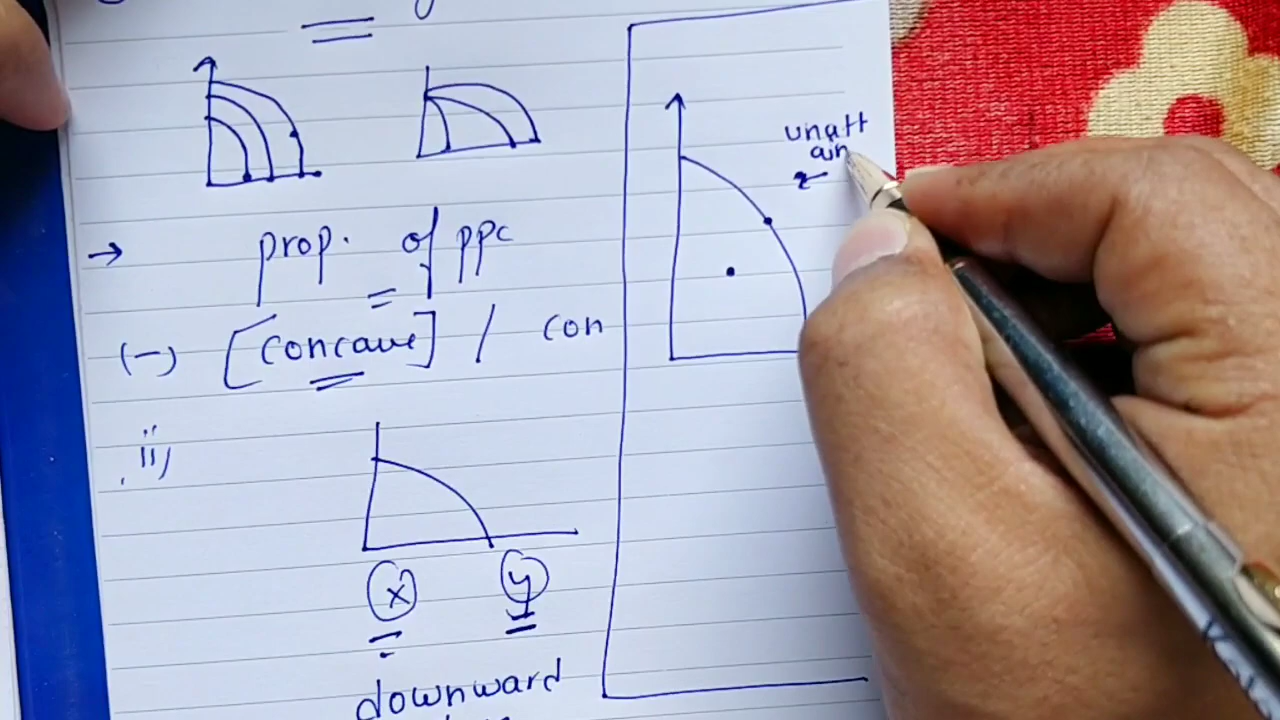 → prop. of ppc
(-) [concave] / con
ii)
x y
downward
unatt
ain